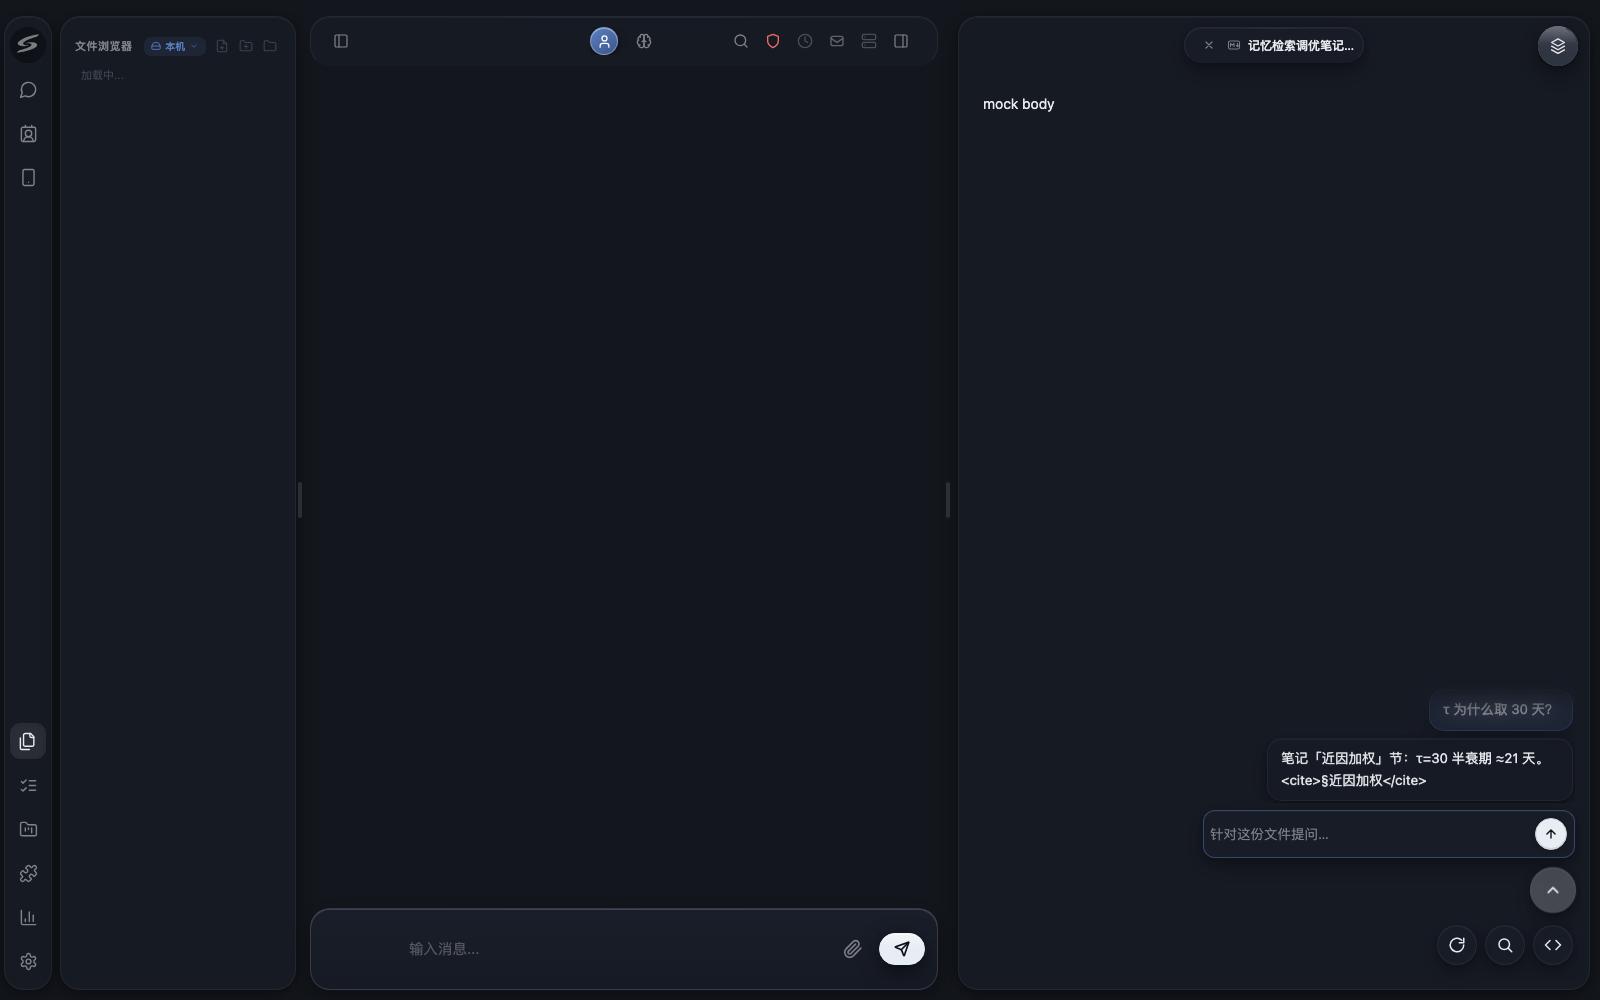 文件浏览器
本机
加载中...
记忆检索调优笔记...
mock body
τ 为什么取 30 天?
笔记「近因加权」节：τ=30 半衰期 ≈21 天。
<cite>§近因加权</cite>
针对这份文件提问...
输入消息...